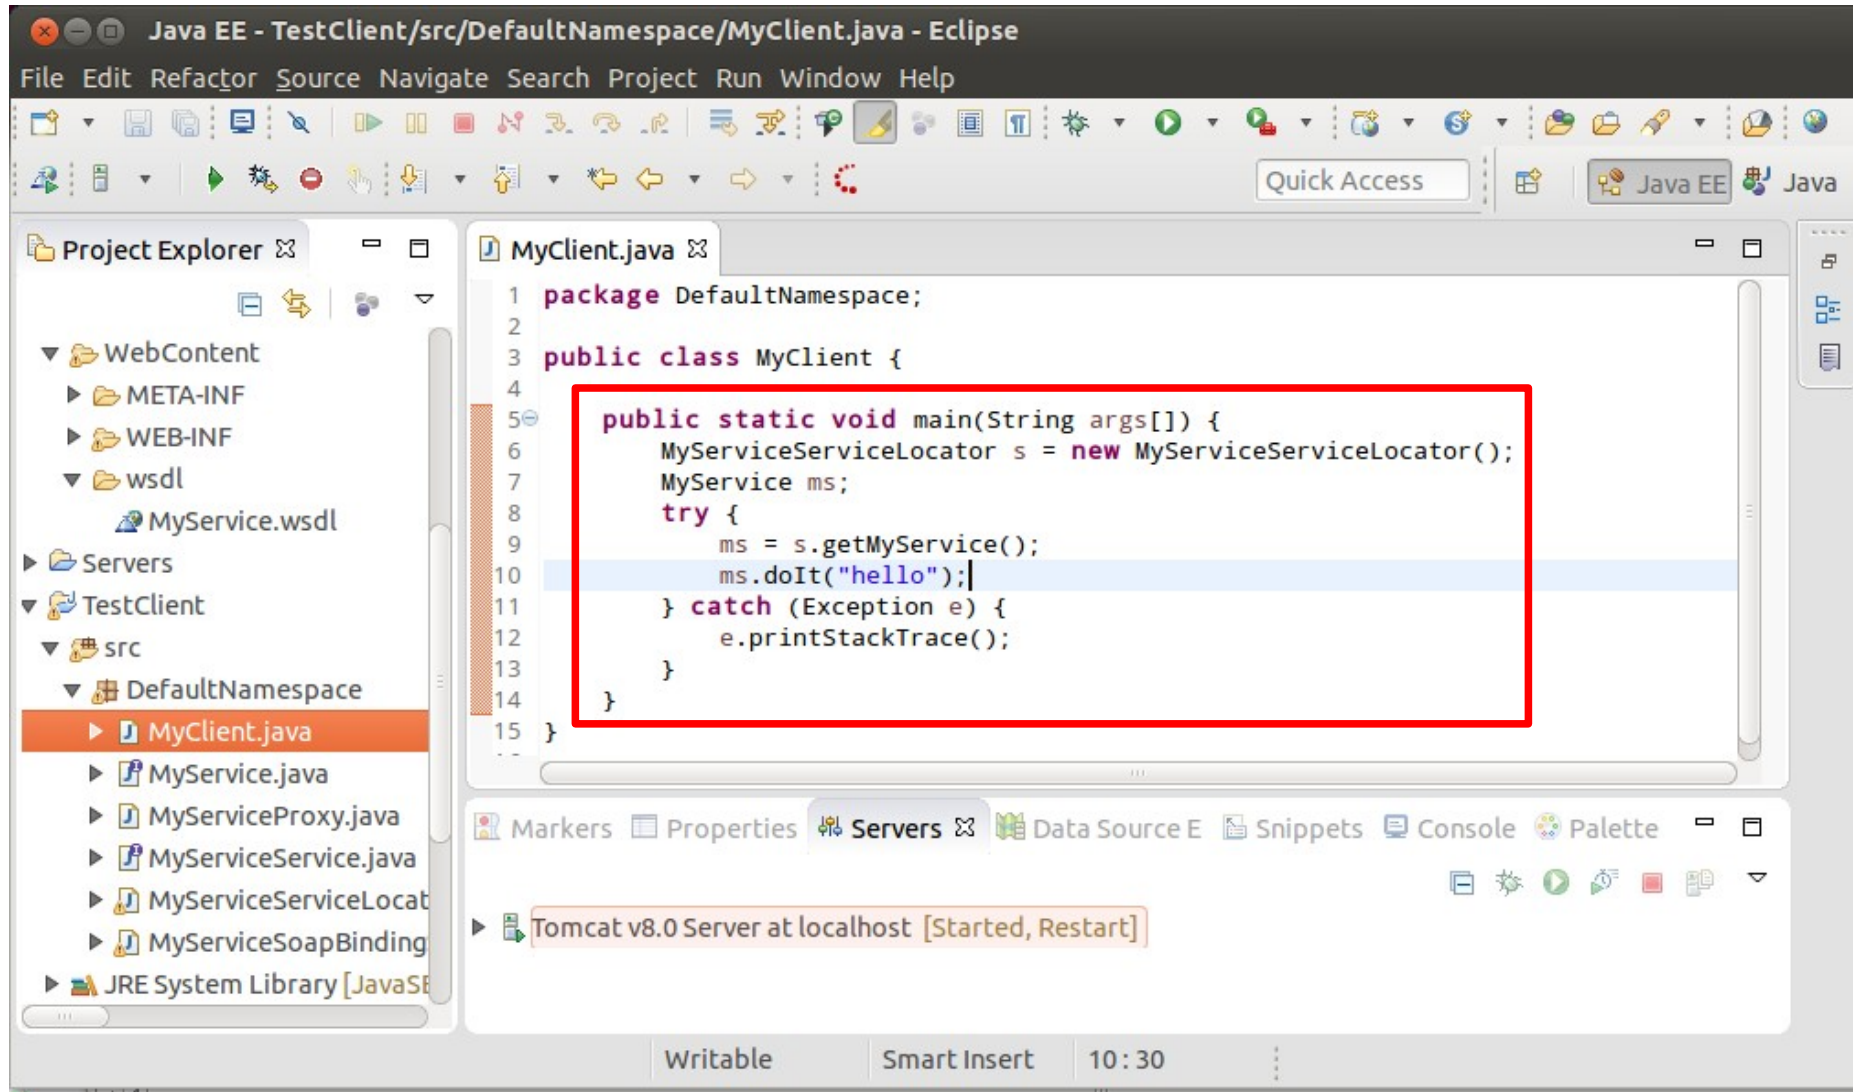 Java EE - TestClient/src/DefaultNamespace/MyClient.java - Eclipse
File Edit Refactor Source Navigate Search Project Run Window Help
Quick Access
Java EE
Java
Project Explorer
WebContent
META-INF
WEB-INF
wsdl
MyService.wsdl
Servers
TestClient
src
DefaultNamespace
MyClient.java
MyService.java
MyServiceProxy.java
MyServiceService.java
MyServiceServiceLocat
MyServiceSoapBinding
JRE System Library [JavaSE
MyClient.java
1 package DefaultNamespace;
2
3 public class MyClient {
4
5 public static void main(String args[]) {
6 MyServiceServiceLocator s = new MyServiceServiceLocator();
7 MyService ms;
8 try {
9 ms = s.getMyService();
10 ms.doIt("hello");
11 } catch (Exception e) {
12 e.printStackTrace();
13 }
14 }
15 }
Markers Properties Servers Data Source E Snippets Console Palette
Tomcat v8.0 Server at localhost [Started, Restart]
Writable Smart Insert 10 : 30